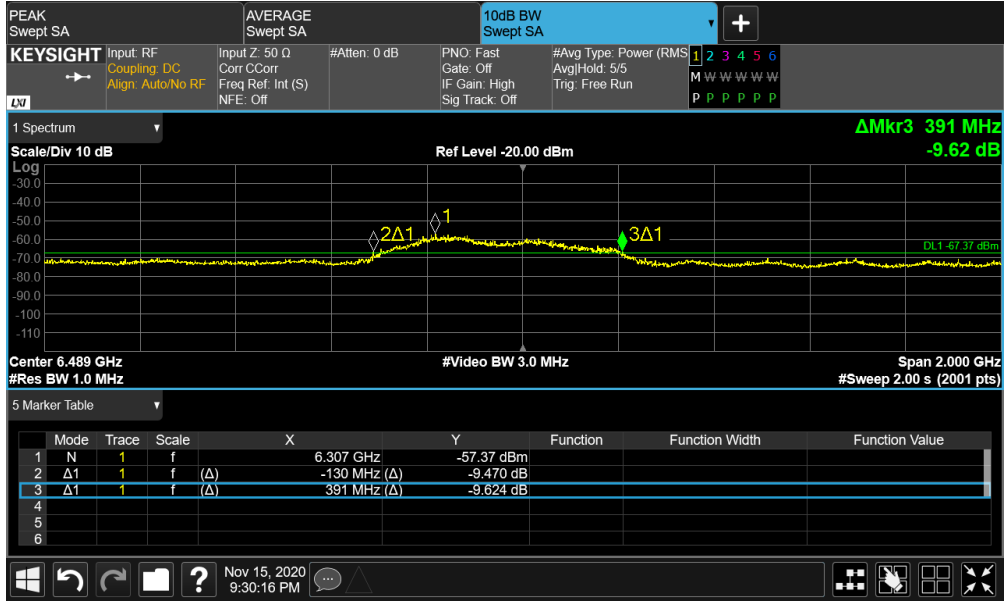 PEAK
Swept SA
AVERAGE
Swept SA
10dB BW
Swept SA
KEYSIGHT
LXI
Input: RF
Coupling: DC
Align: Auto/No RF
Input Z: 50 Ω
Corr CCorr
Freq Ref: Int (S)
NFE: Off
#Atten: 0 dB
PNO: Fast
Gate: Off
IF Gain: High
Sig Track: Off
#Avg Type: Power (RMS
Avg|Hold: 5/5
Trig: Free Run
1 2 3 4 5 6
M W W W W W
P P P P P P
1 Spectrum
ΔMkr3 391 MHz
-9.62 dB
Scale/Div 10 dB
Ref Level -20.00 dBm
Log
-30.0
-40.0
-50.0
-60.0
-70.0
-80.0
-90.0
-100
-110
2Δ1
1
3Δ1
DL1 -67.37 dBm
Center 6.489 GHz
#Video BW 3.0 MHz
Span 2.000 GHz
#Res BW 1.0 MHz
#Sweep 2.00 s (2001 pts)
5 Marker Table
Mode Trace Scale X Y Function Function Width Function Value
1 N 1 f 6.307 GHz -57.37 dBm
2 Δ1 1 f (Δ) -130 MHz (Δ) -9.470 dB
3 Δ1 1 f (Δ) 391 MHz (Δ) -9.624 dB
4
5
6
?
Nov 15, 2020
9:30:16 PM